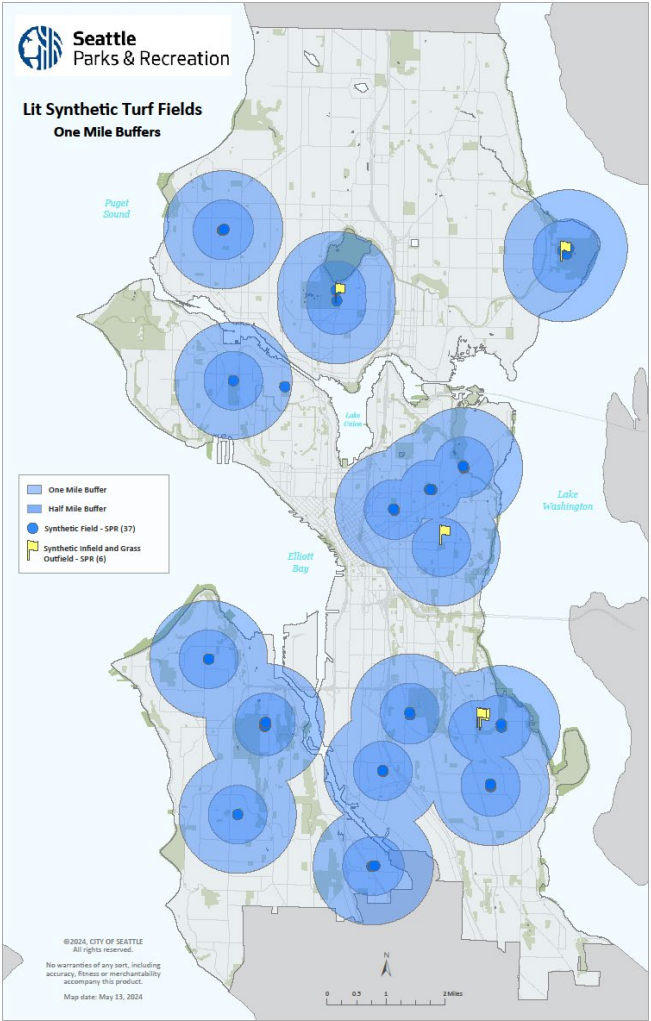 Seattle
Parks & Recreation
Lit Synthetic Turf Fields
One Mile Buffers
Puget
Sound
Lake
Union
Lake
Washington
One Mile Buffer
Half Mile Buffer
Synthetic Field - SPR (37)
Synthetic Infield and Grass
Outfield - SPR (6)
Elliott
Bay
©2024, CITY OF SEATTLE
All rights reserved.
No warranties of any sort, including
accuracy, fitness or merchantability
accompany this product.
Map date: May 13, 2024
N
0 0.5 1 2 Miles